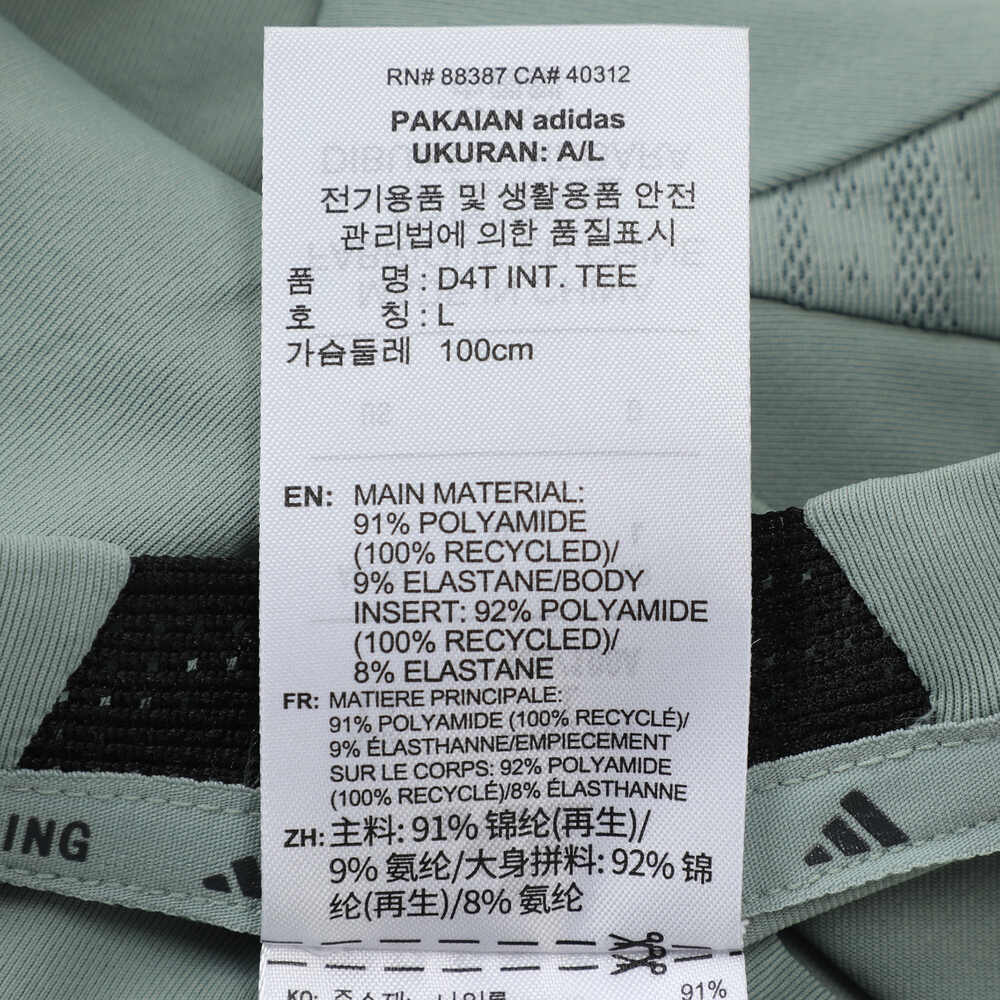 RN# 88387 CA# 40312
PAKAIAN adidas
UKURAN: A/L
전기용품 및 생활용품 안전
관리법에 의한 품질표시
품 명 : D4T INT. TEE
호 칭 : L
가슴둘레 100cm
EN: MAIN MATERIAL:
91% POLYAMIDE
(100% RECYCLED)/
9% ELASTANE/BODY
INSERT: 92% POLYAMIDE
(100% RECYCLED)/
8% ELASTANE
FR: MATIERE PRINCIPALE:
91% POLYAMIDE (100% RECYCLÉ)/
9% ÉLASTHANNE/EMPIECEMENT
SUR LE CORPS: 92% POLYAMIDE
(100% RECYCLÉ)/8% ÉLASTHANNE
ZH: 主料: 91% 锦纶(再生)/
9% 氨纶/大身拼料: 92% 锦
纶(再生)/8% 氨纶
ING
91%